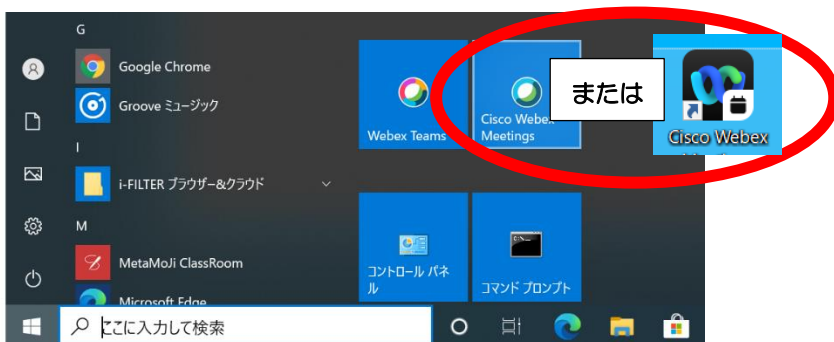 G
Google Chrome
Groove ミュージック
I
i-FILTER ブラウザー&クラウド
M
MetaMoJi ClassRoom
Microsoft Edge
Webex Teams
Cisco Webex
Meetings
または
Cisco Webex
コントロール パネ
ル
コマンド プロンプト
ここに入力して検索